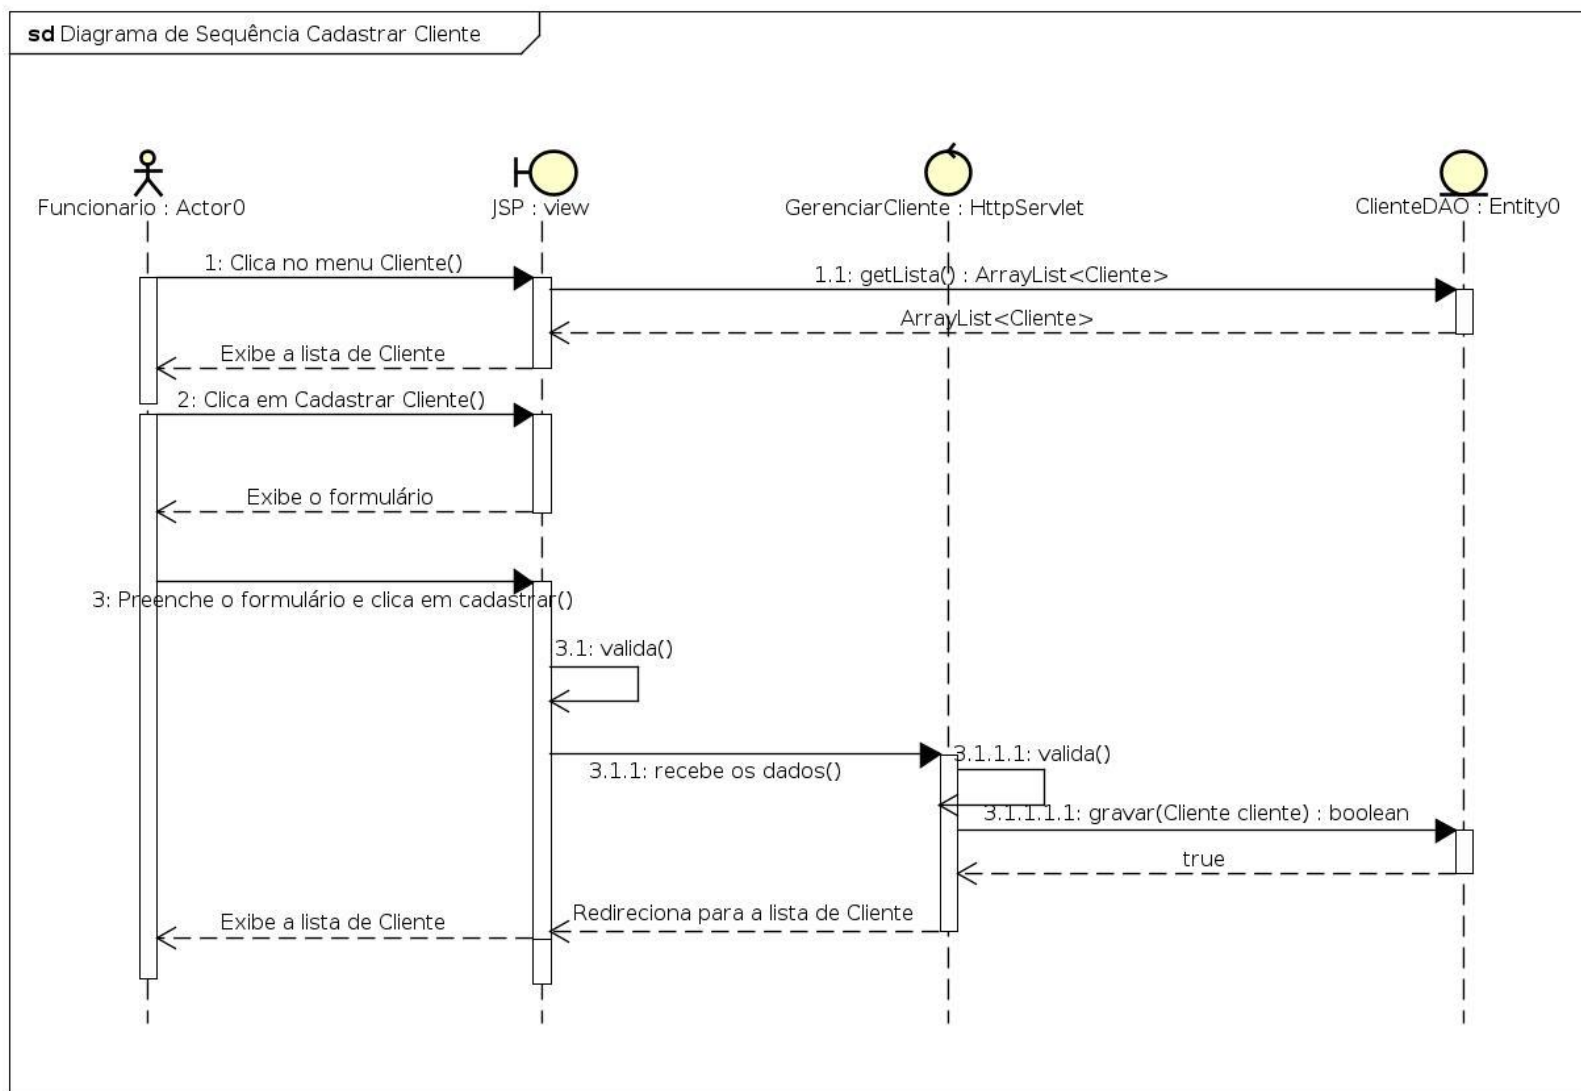 sd Diagrama de Sequência Cadastrar Cliente
Funcionario : Actor0
JSP : view
GerenciarCliente : HttpServlet
ClienteDAO : Entity0
1: Clica no menu Cliente()
1.1: getLista() : ArrayList<Cliente>
ArrayList<Cliente>
Exibe a lista de Cliente
2: Clica em Cadastrar Cliente()
Exibe o formulário
3: Preenche o formulário e clica em cadastrar()
3.1: valida()
3.1.1: recebe os dados()
3.1.1.1: valida()
3.1.1.1.1: gravar(Cliente cliente) : boolean
true
Redireciona para a lista de Cliente
Exibe a lista de Cliente